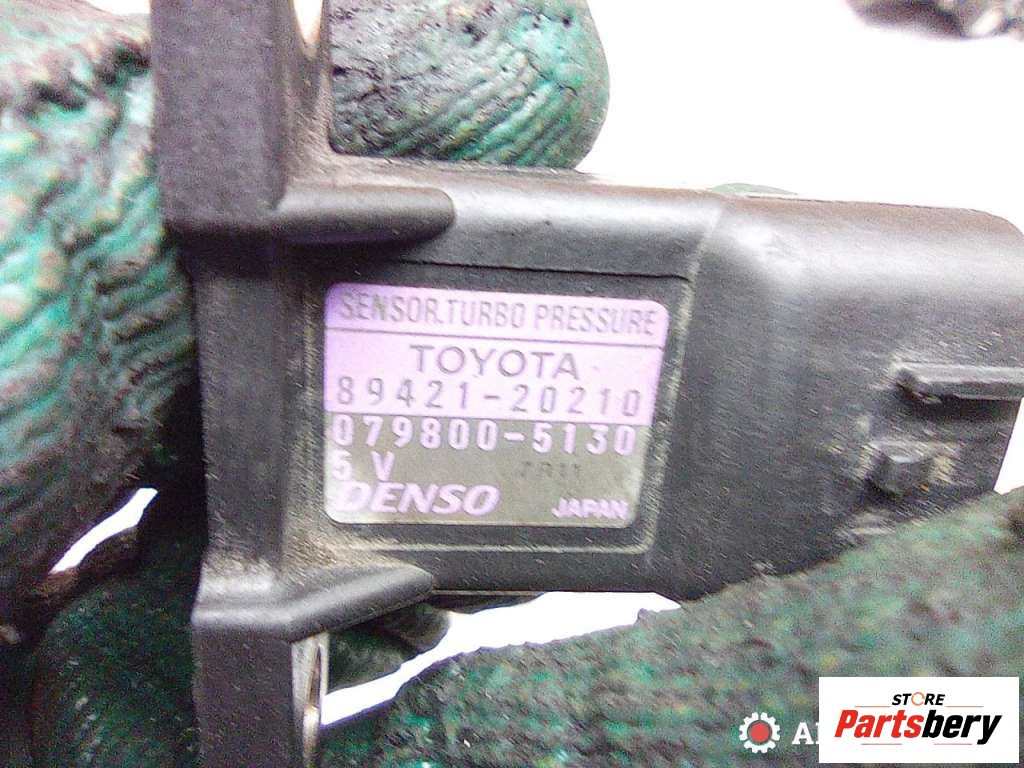 SENSOR.TURBO PRESSURE
TOYOTA
89421-20210
079800-5130
5 V
DENSO JAPAN
STORE
Partsbery